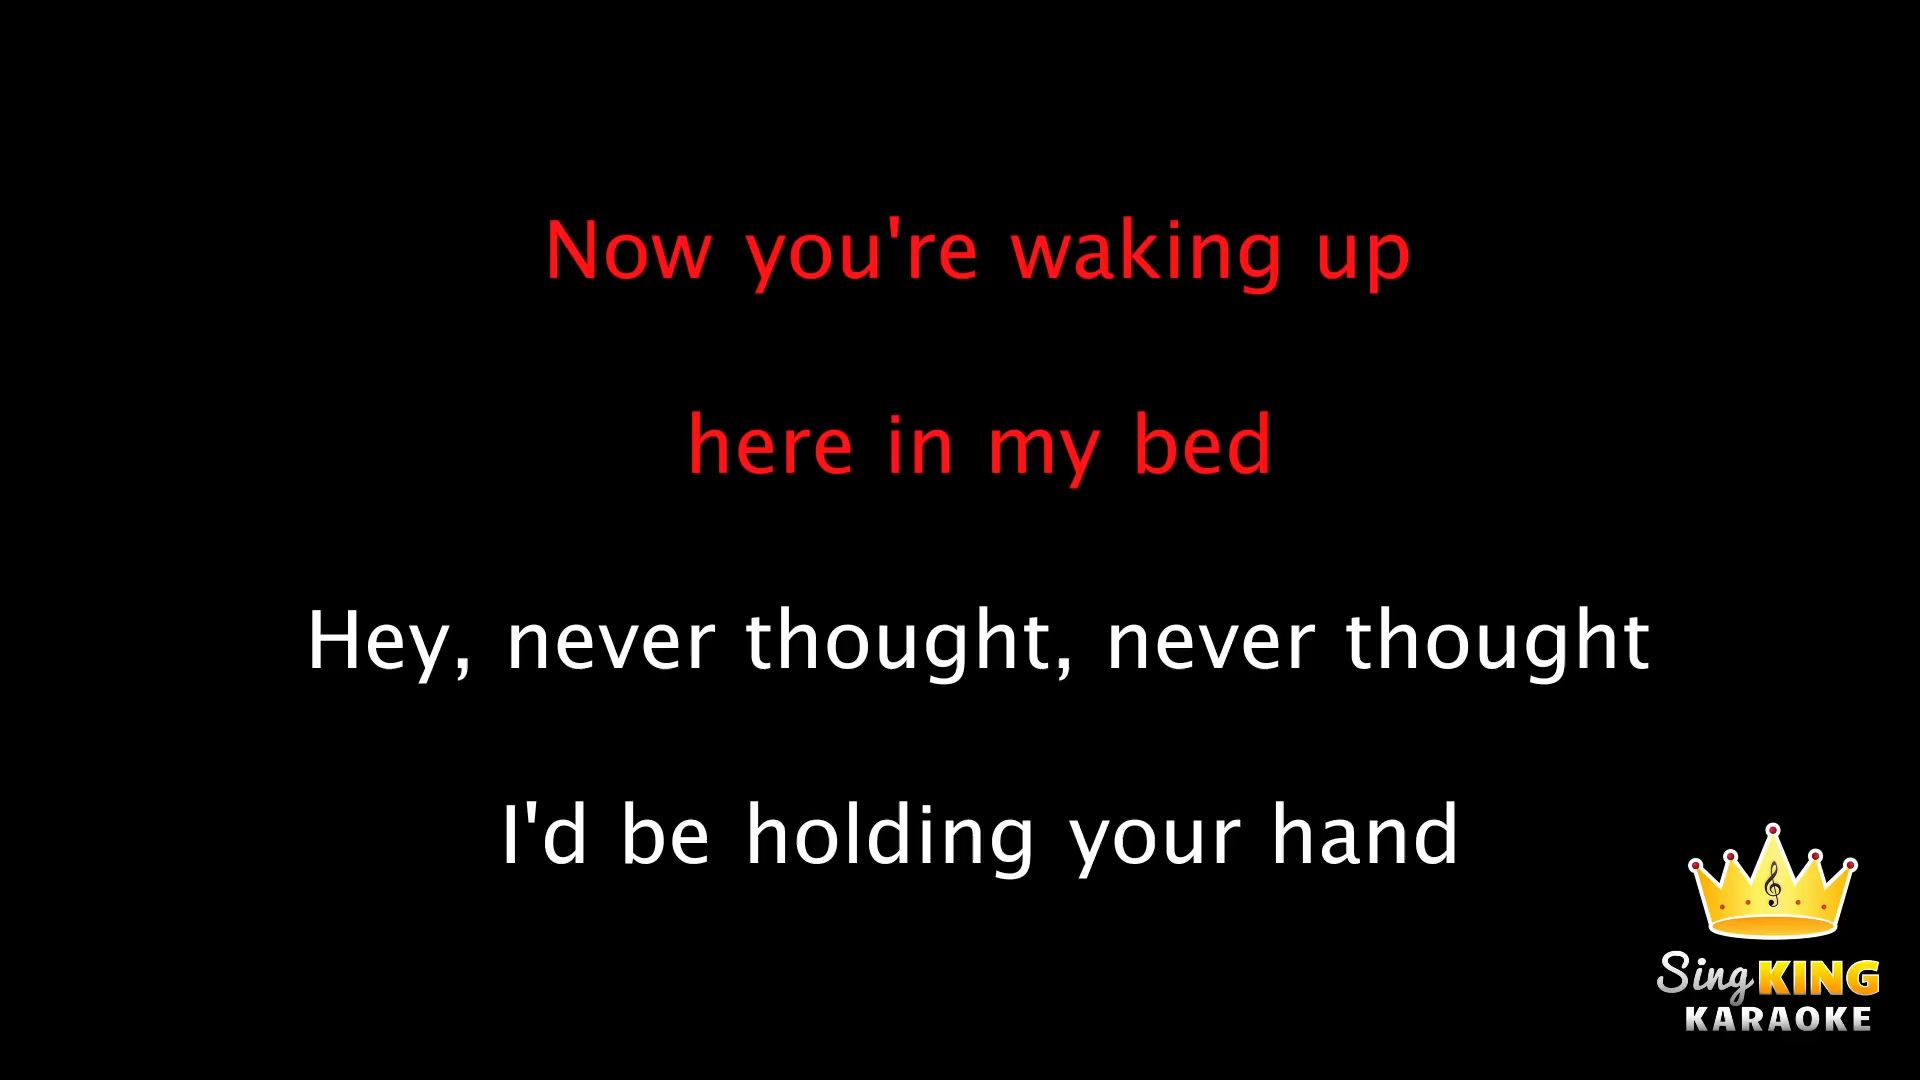 Now you're waking up
here in my bed
Hey, never thought, never thought
I'd be holding your hand
Sing KING
KARAOKE